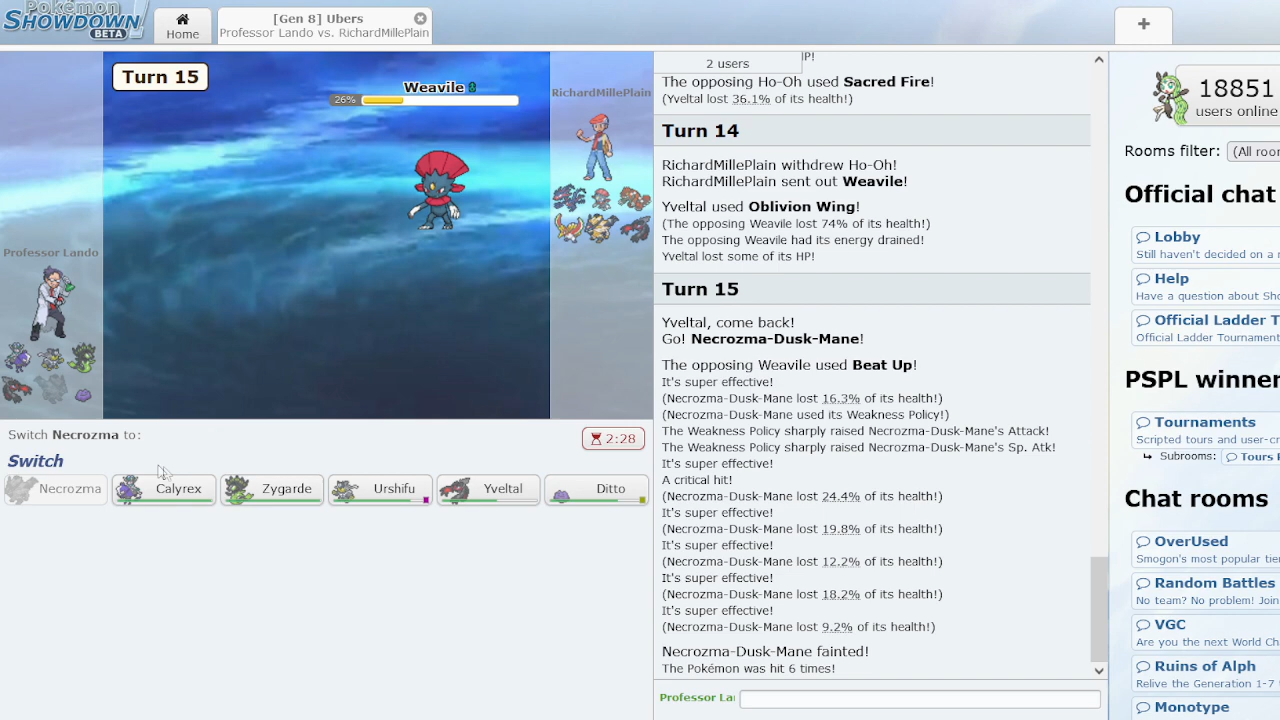 Pokémon
SHOWDOWN!
BETA
Home
[Gen 8] Ubers
Professor Lando vs. RichardMillePlain
+
Turn 15
Weavile
26%
RichardMillePlain
Professor Lando
2 users
HP!
The opposing Ho-Oh used Sacred Fire!
(Yveltal lost 36.1% of its health!)
Turn 14
RichardMillePlain withdrew Ho-Oh!
RichardMillePlain sent out Weavile!
Yveltal used Oblivion Wing!
(The opposing Weavile lost 74% of its health!)
The opposing Weavile had its energy drained!
Yveltal lost some of its HP!
Turn 15
Yveltal, come back!
Go! Necrozma-Dusk-Mane!
The opposing Weavile used Beat Up!
It's super effective!
(Necrozma-Dusk-Mane lost 16.3% of its health!)
(Necrozma-Dusk-Mane used its Weakness Policy!)
The Weakness Policy sharply raised Necrozma-Dusk-Mane's Attack!
The Weakness Policy sharply raised Necrozma-Dusk-Mane's Sp. Atk!
It's super effective!
A critical hit!
(Necrozma-Dusk-Mane lost 24.4% of its health!)
It's super effective!
(Necrozma-Dusk-Mane lost 19.8% of its health!)
It's super effective!
(Necrozma-Dusk-Mane lost 12.2% of its health!)
It's super effective!
(Necrozma-Dusk-Mane lost 18.2% of its health!)
It's super effective!
(Necrozma-Dusk-Mane lost 9.2% of its health!)
Necrozma-Dusk-Mane fainted!
The Pokémon was hit 6 times!
Professor La
Switch Necrozma to:
2:28
Switch
Necrozma
Calyrex
Zygarde
Urshifu
Yveltal
Ditto
18851
users online
Rooms filter:
(All roo
Official chat
Lobby
Still haven't decided on a
Help
Have a question about Sho
Official Ladder T
Official Ladder Tournament
PSPL winner
Tournaments
Scripted tours and user-cr
Subrooms:
Tours
Chat rooms
OverUsed
Smogon's most popular tie
Random Battles
No team? No problem! Join
VGC
Are you the next World Ch
Ruins of Alph
Relive the Generation 1-7
Monotype